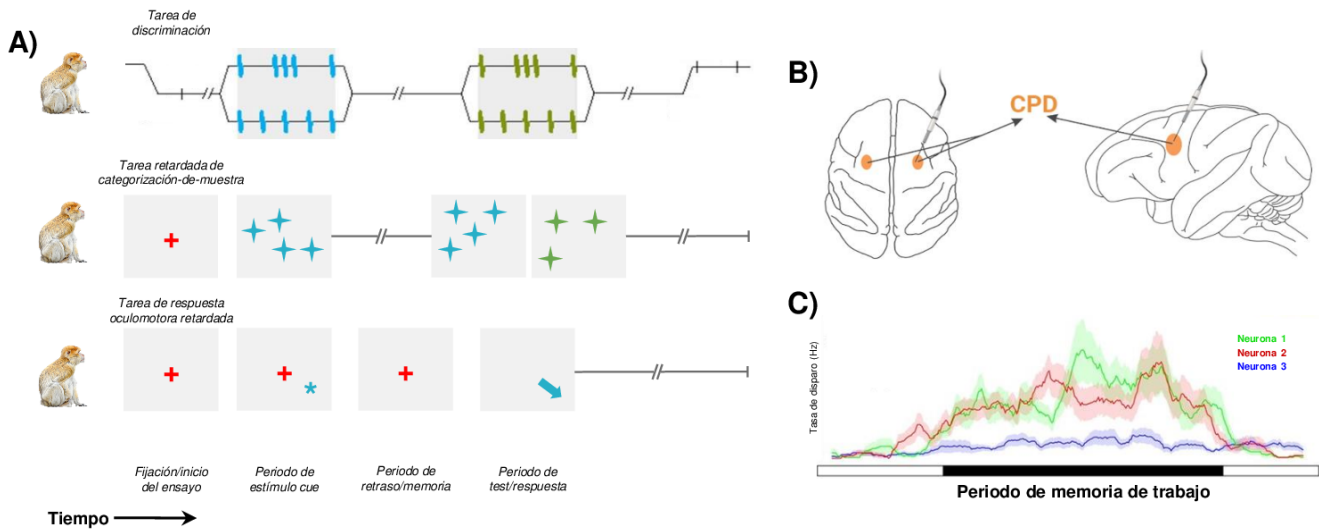 A)
Tarea de
discriminación
Tarea retardada de
categorización-de-muestra
Tarea de respuesta
oculomotora retardada
Fijación/inicio
del ensayo
Periodo de
estímulo cue
Periodo de
retraso/memoria
Periodo de
test/respuesta
Tiempo
B)
CPD
C)
Tasa de disparo (Hz)
Neurona 1
Neurona 2
Neurona 3
Periodo de memoria de trabajo